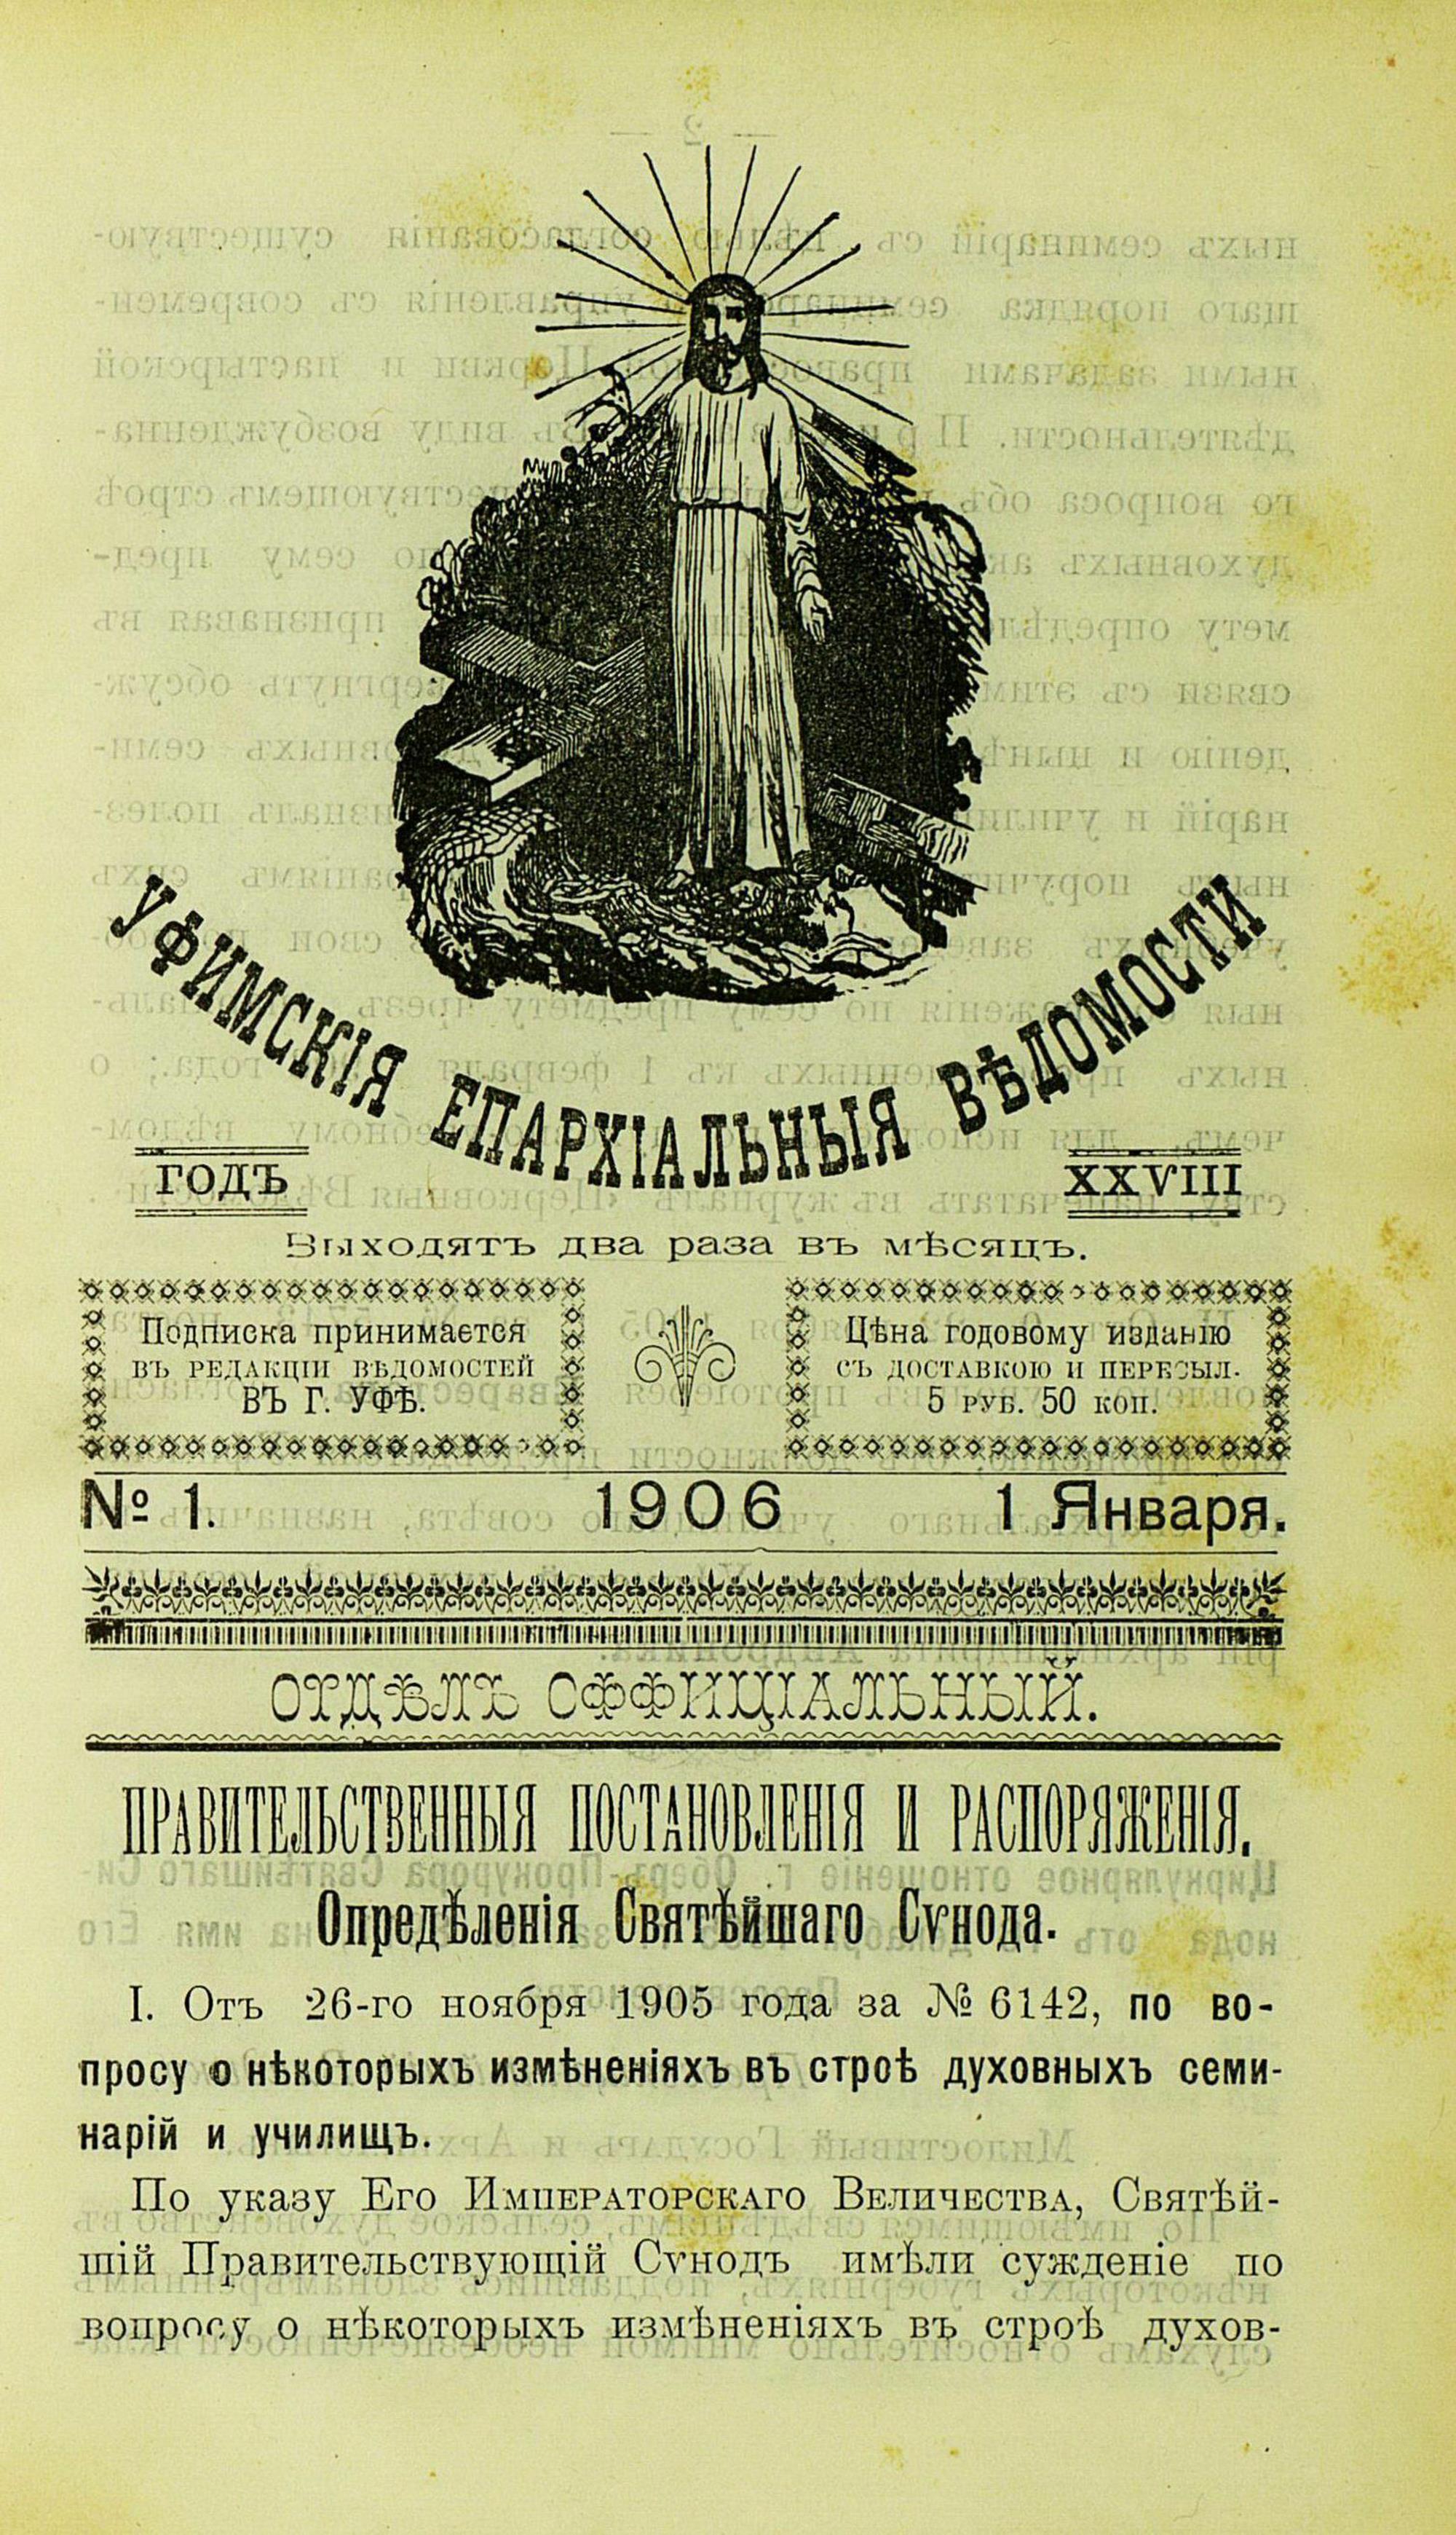 УФИМСКІЯ ЕПАРХІАЛЬНЫЯ ВѢДОМОСТИ
ГОДЪ
XXVIII
Выходятъ два раза въ мѣсяцъ.
Подписка принимается
ВЪ РЕДАКЦІИ ВѢДОМОСТЕЙ
ВЪ Г. УФѢ.
Цѣна годовому изданію
СЪ ДОСТАВКОЮ И ПЕРЕСЫЛ.
5 РУБ. 50 КОП.
№ 1. 1906 1 Января.
ОТДѢЛЪ ОФФИЦІАЛЬНЫЙ.
ПРАВИТЕЛЬСТВЕННЫЯ ПОСТАНОВЛЕНІЯ И РАСПОРЯЖЕНІЯ.
Опредѣленія Святѣйшаго Сѵнода.
I. Отъ 26-го ноября 1905 года за № 6142, по во-
просу о нѣкоторыхъ измѣненіяхъ въ строѣ духовныхъ семи-
нарій и училищъ.
По указу Его Императорскаго Величества, Святѣй-
шій Правительствующій Сѵнодъ имѣли сужденіе по
вопросу о нѣкоторыхъ измѣненіяхъ въ строѣ духов-